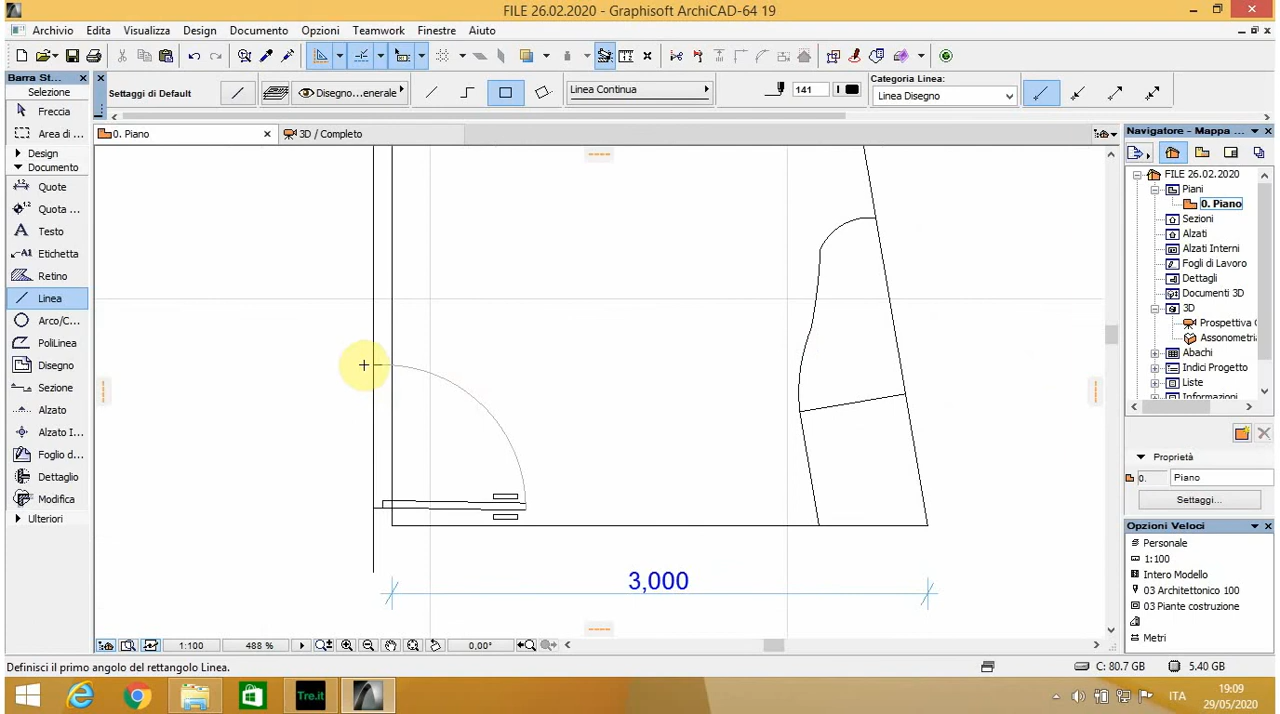 FILE 26.02.2020 - Graphisoft ArchiCAD-64 19
Archivio Edita Visualizza Design Documento Opzioni Teamwork Finestre Aiuto
Barra St...
Selezione
Freccia
Area di ...
Design
Documento
Quote
Quota ...
Testo
Etichetta
Retino
Linea
Arco/C...
PoliLinea
Disegno
Sezione
Alzato
Alzato I...
Foglio d...
Dettaglio
Modifica
Ulteriori
Settaggi di Default
Disegno...enerale
Linea Continua
141
Categoria Linea:
Linea Disegno
0. Piano
3D / Completo
3,000
1:100
488 %
0,00°
Navigatore - Mappa ...
FILE 26.02.2020
Piani
0. Piano
Sezioni
Alzati
Alzati Interni
Fogli di Lavoro
Dettagli
Documenti 3D
3D
Prospettiva
Assonometri
Abachi
Indici Progetto
Liste
Informazioni
Proprietà
0.
Piano
Settaggi...
Opzioni Veloci
Personale
1:100
Intero Modello
03 Architettonico 100
03 Piante costruzione
Metri
Definisci il primo angolo del rettangolo Linea.
C: 80.7 GB
5.40 GB
Tre.it
ITA
19:09
29/05/2020